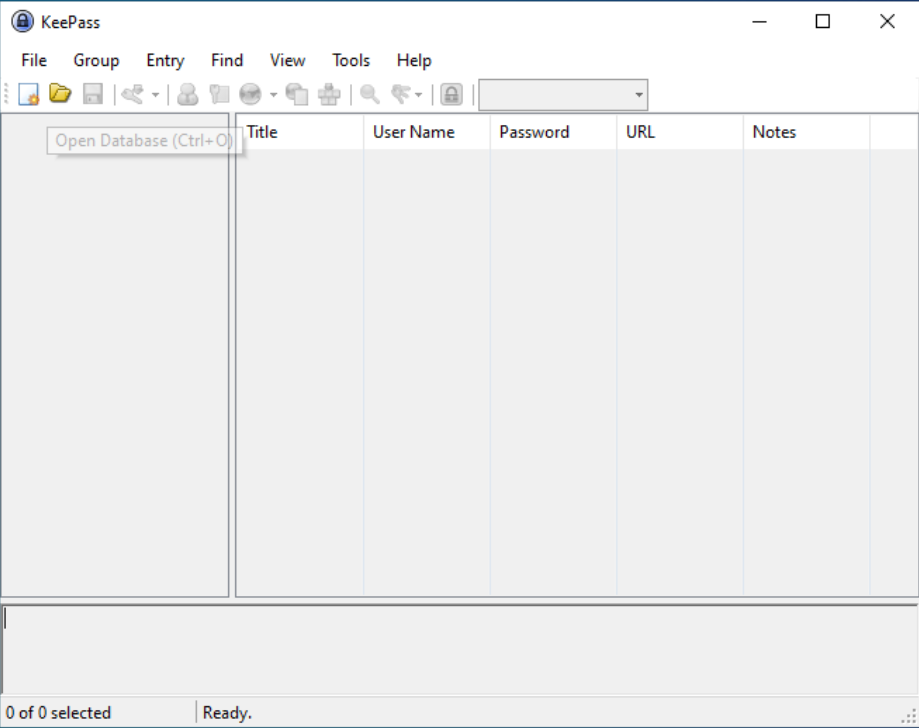 KeePass
File Group Entry Find View Tools Help
Open Database (Ctrl+O)
Title User Name Password URL Notes
0 of 0 selected Ready.